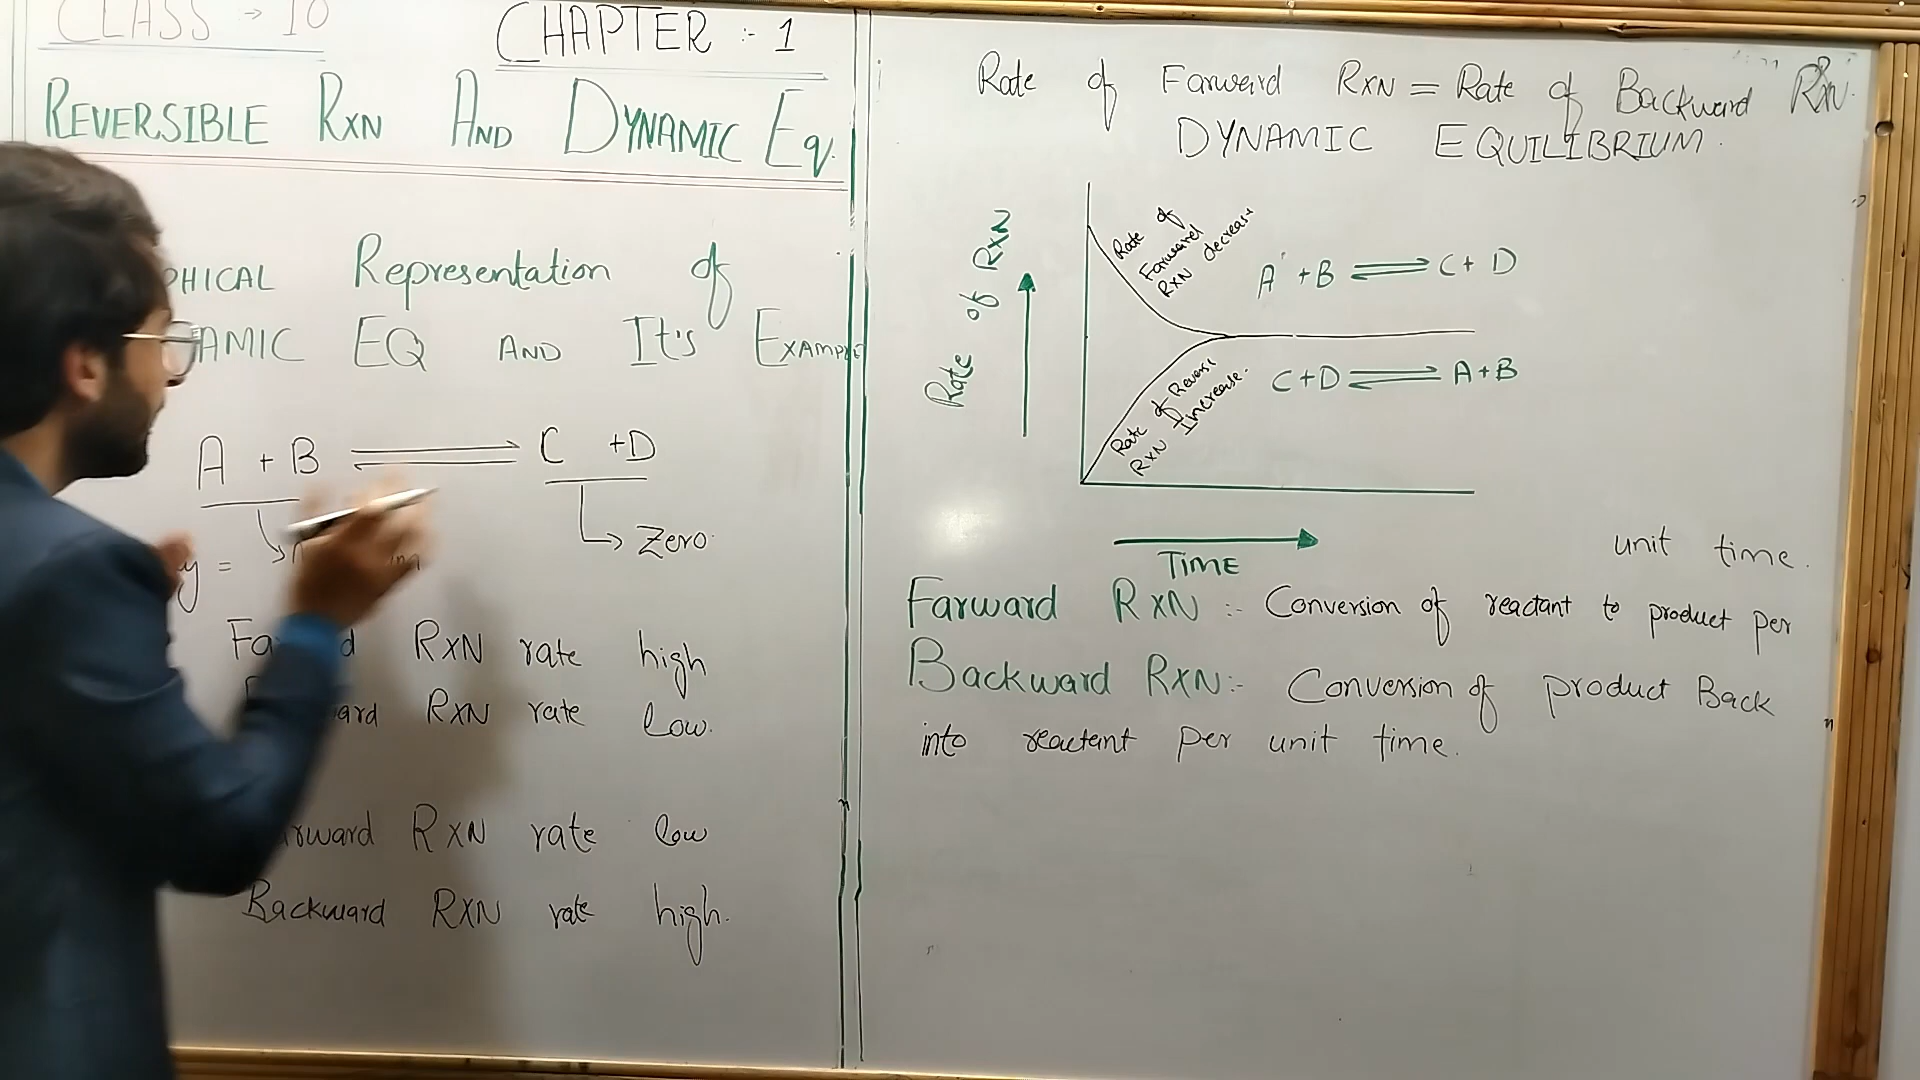 CLASS :- 10
CHAPTER :- 1
REVERSIBLE RXN AND DYNAMIC Eq.
PHICAL Representation of
AMIC EQ AND It's EXAMPLE
A + B ⇌ C + D
Zero.
y =
RXN rate high
ard RXN rate low.
rward RXN rate low
Backward RXN rate high.
Rate of Farward RXN = Rate of Backward RXN.
DYNAMIC EQUILIBRIUM.
Rate of RXN
Rate of
Farward
RXN decrease
A + B ⇌ C + D
Rate of Revers
RXN Increase.
C + D ⇌ A + B
TIME
unit time.
Farward RXN :- Conversion of reactant to product per
Backward RXN:- Conversion of product Back
into reactant per unit time.